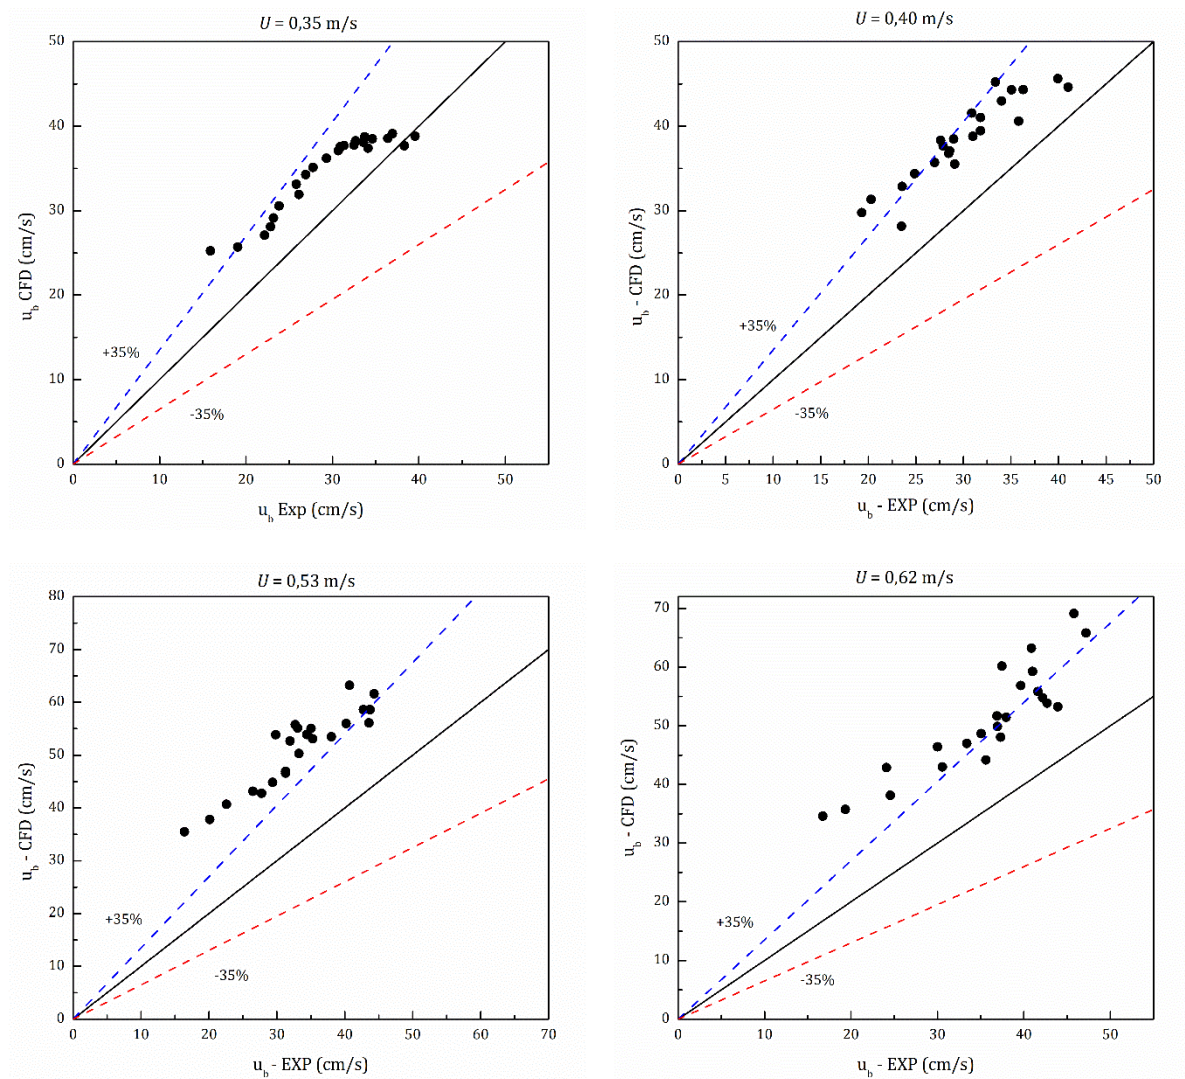 U = 0,35 m/s
50
40
30
20
10
0
u_b CFD (cm/s)
+35%
-35%
0 10 20 30 40 50
u_b Exp (cm/s)
U = 0,40 m/s
50
40
30
20
10
0
u_b - CFD (cm/s)
+35%
-35%
0 5 10 15 20 25 30 35 40 45 50
u_b - EXP (cm/s)
U = 0,53 m/s
80
70
60
50
40
30
20
10
0
u_b - CFD (cm/s)
+35%
-35%
0 10 20 30 40 50 60 70
u_b - EXP (cm/s)
U = 0,62 m/s
70
60
50
40
30
20
10
0
u_b - CFD (cm/s)
+35%
-35%
0 10 20 30 40 50
u_b - EXP (cm/s)